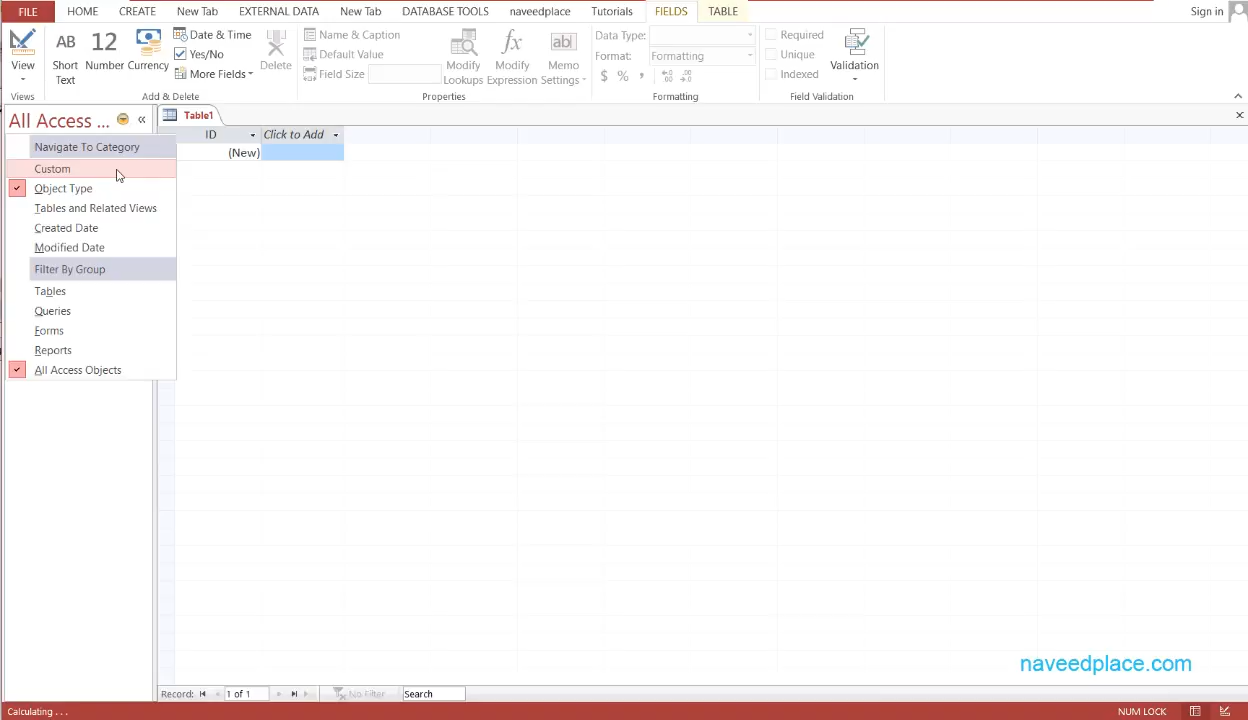 FILE HOME CREATE New Tab EXTERNAL DATA New Tab DATABASE TOOLS naveedplace Tutorials FIELDS TABLE Sign in
View
Views
AB
Short
Text
12
Number
Currency
Date & Time
Yes/No
More Fields
Delete
Add & Delete
Name & Caption
Default Value
Field Size
Modify
Lookups
fx
Modify
Expression
ab
Memo
Settings
Properties
Data Type:
Format: Formatting
$ % ,
Formatting
Required
Unique
Indexed
Validation
Field Validation
All Access ... «
Navigate To Category
Custom
Object Type
Tables and Related Views
Created Date
Modified Date
Filter By Group
Tables
Queries
Forms
Reports
All Access Objects
Table1
ID Click to Add
(New)
naveedplace.com
Record: 1 of 1 No Filter Search
Calculating . . . NUM LOCK